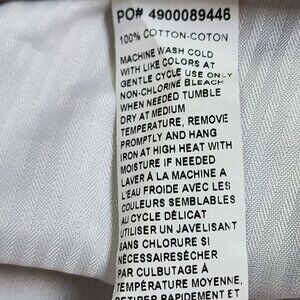 PO# 4900089446
100% COTTON-COTON
MACHINE WASH COLD
WITH LIKE COLORS AT
GENTLE CYCLE USE ONLY
NON-CHLORINE BLEACH
WHEN NEEDED TUMBLE
DRY AT MEDIUM
TEMPERATURE, REMOVE
PROMPTLY AND HANG
IRON AT HIGH HEAT WITH
MOISTURE IF NEEDED
LAVER À LA MACHINE A
L'EAU FROIDE AVEC LES
COULEURS SEMBLABLES
AU CYCLE DÉLICAT
UTILISER UN JAVELISANT
SANS CHLORURE SI
NÉCESSAIRESÉCHER
PAR CULBUTAGE À
TEMPÉRATURE MOYENNE,
RETIRER RAPIDEMENT ET